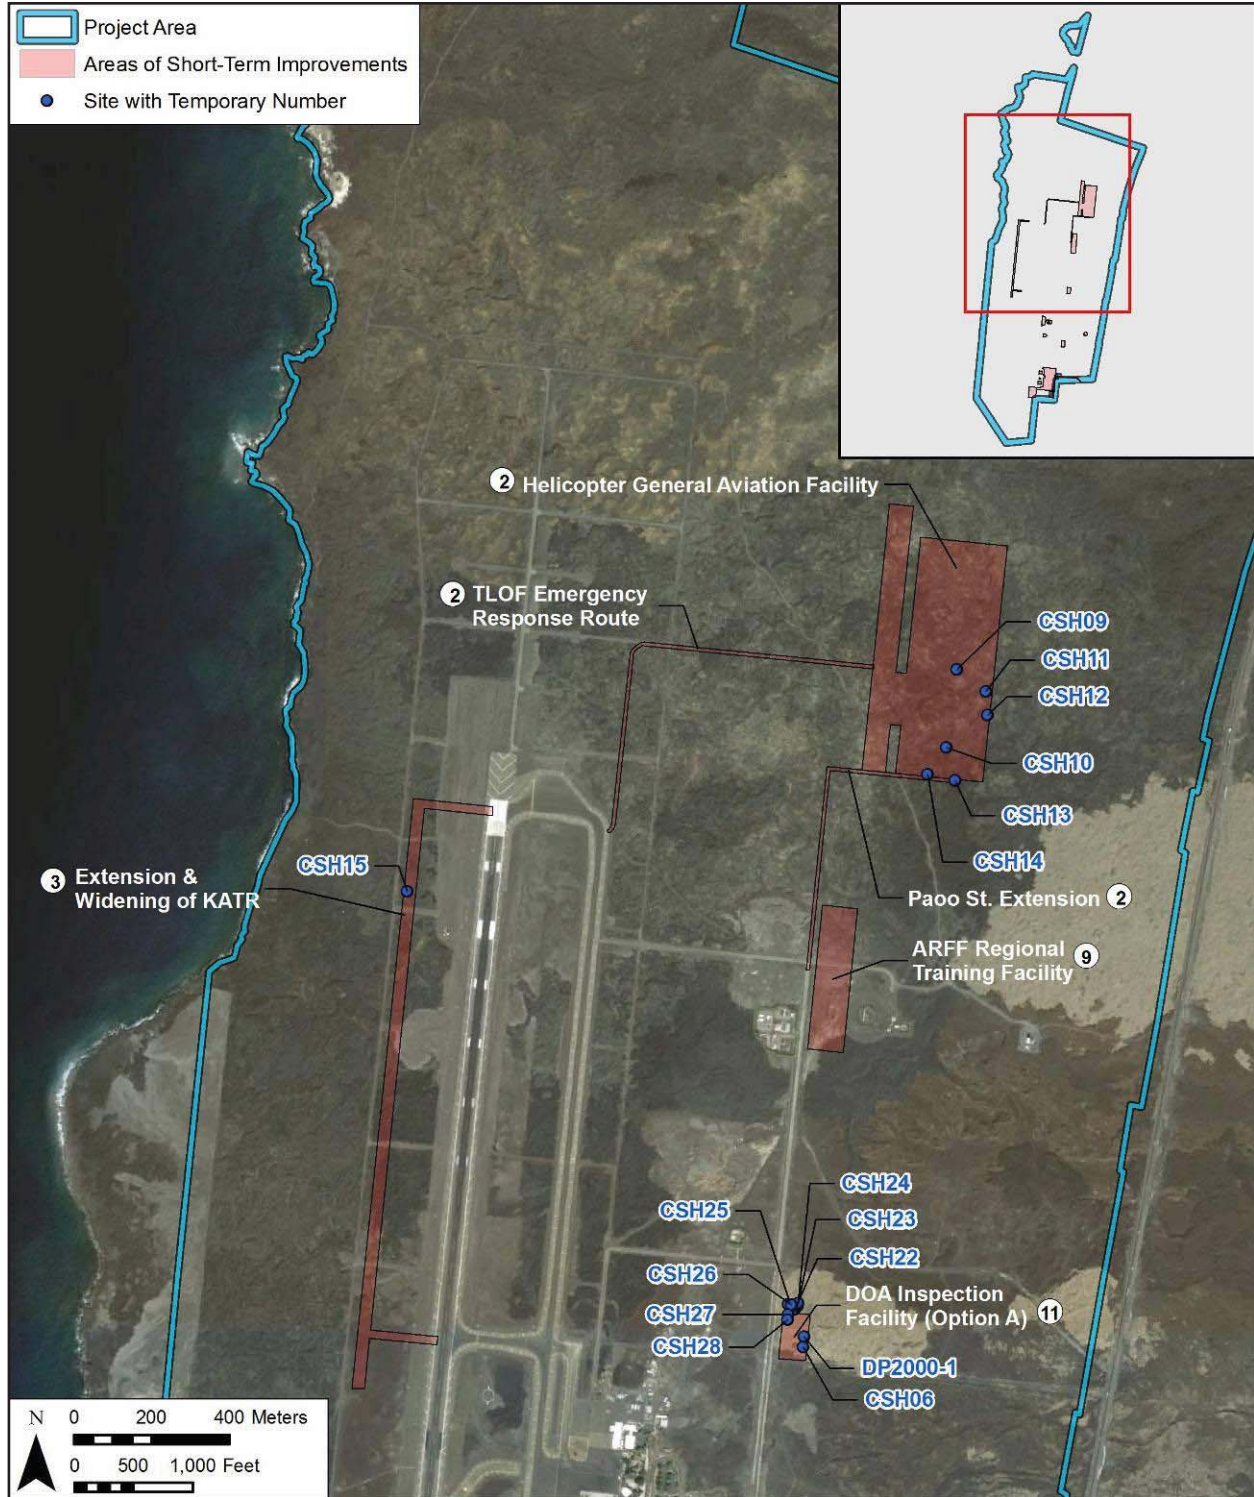 Project Area
Areas of Short-Term Improvements
Site with Temporary Number
2 Helicopter General Aviation Facility
2 TLOF Emergency
Response Route
CSH09
CSH11
CSH12
CSH10
CSH13
CSH14
CSH15
3 Extension &
Widening of KATR
Paoo St. Extension 2
ARFF Regional
Training Facility 9
CSH24
CSH25
CSH23
CSH22
CSH26
CSH27
CSH28
DOA Inspection
Facility (Option A) 11
DP2000-1
CSH06
N
0 200 400 Meters
0 500 1,000 Feet